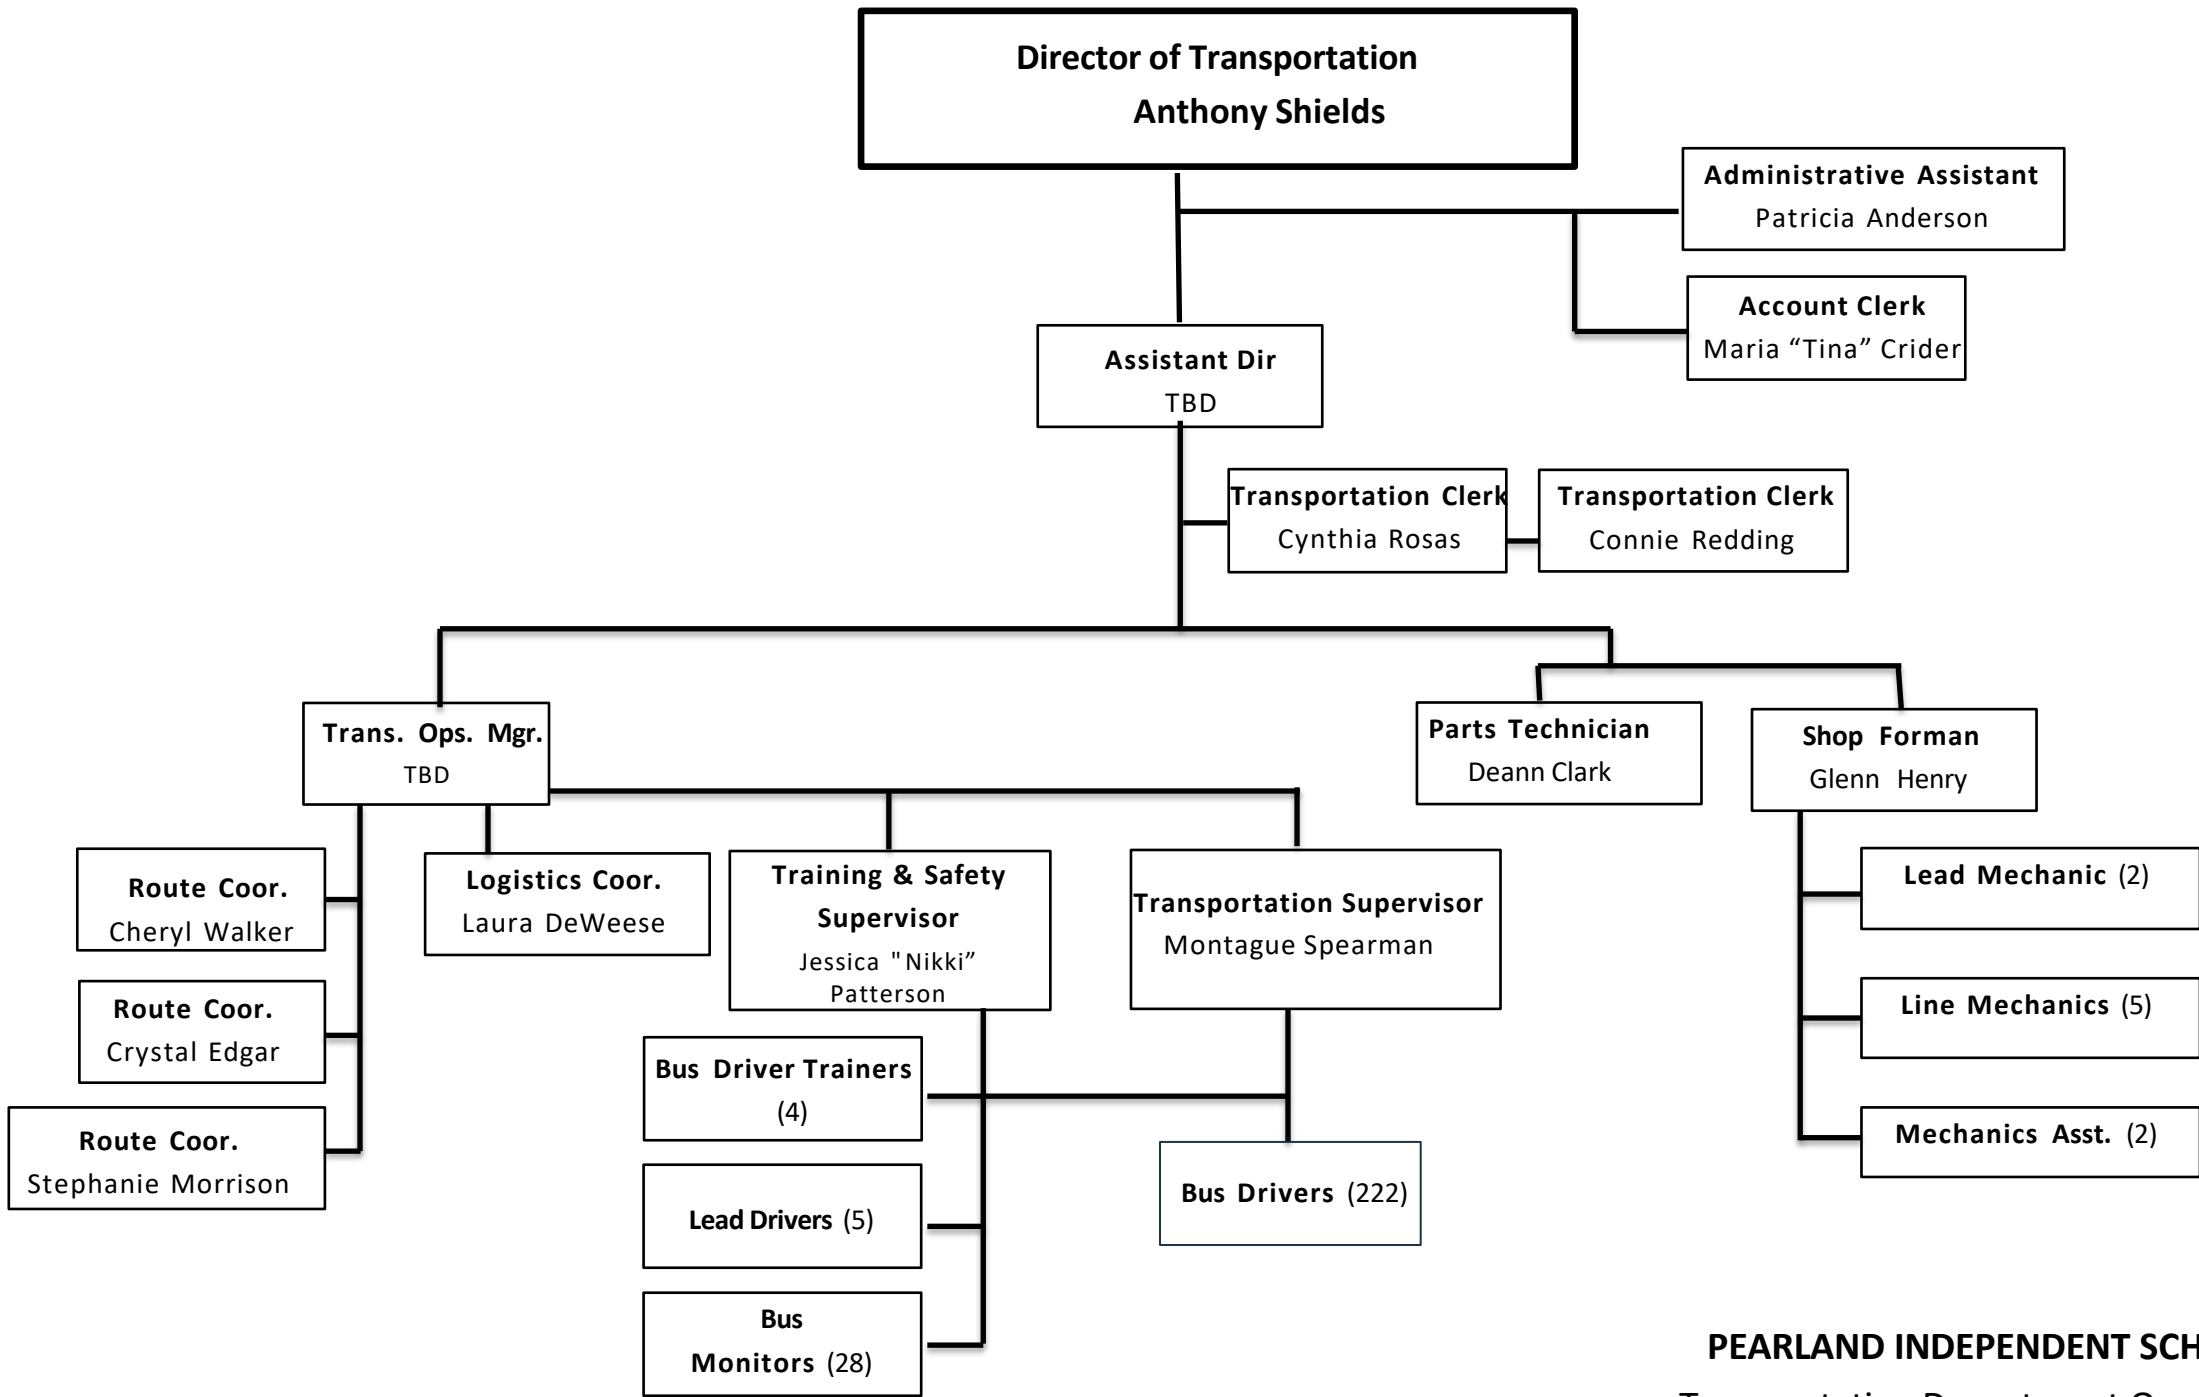 Director of Transportation
Anthony Shields
Administrative Assistant
Patricia Anderson
Account Clerk
Maria “Tina” Crider
Assistant Dir
TBD
Transportation Clerk
Cynthia Rosas
Transportation Clerk
Connie Redding
Trans. Ops. Mgr.
TBD
Parts Technician
Deann Clark
Shop Forman
Glenn Henry
Route Coor.
Cheryl Walker
Logistics Coor.
Laura DeWeese
Training & Safety
Supervisor
Jessica "Nikki”
Patterson
Transportation Supervisor
Montague Spearman
Lead Mechanic (2)
Route Coor.
Crystal Edgar
Line Mechanics (5)
Bus Driver Trainers
(4)
Route Coor.
Stephanie Morrison
Mechanics Asst. (2)
Lead Drivers (5)
Bus Drivers (222)
Bus
Monitors (28)
PEARLAND INDEPENDENT SCH